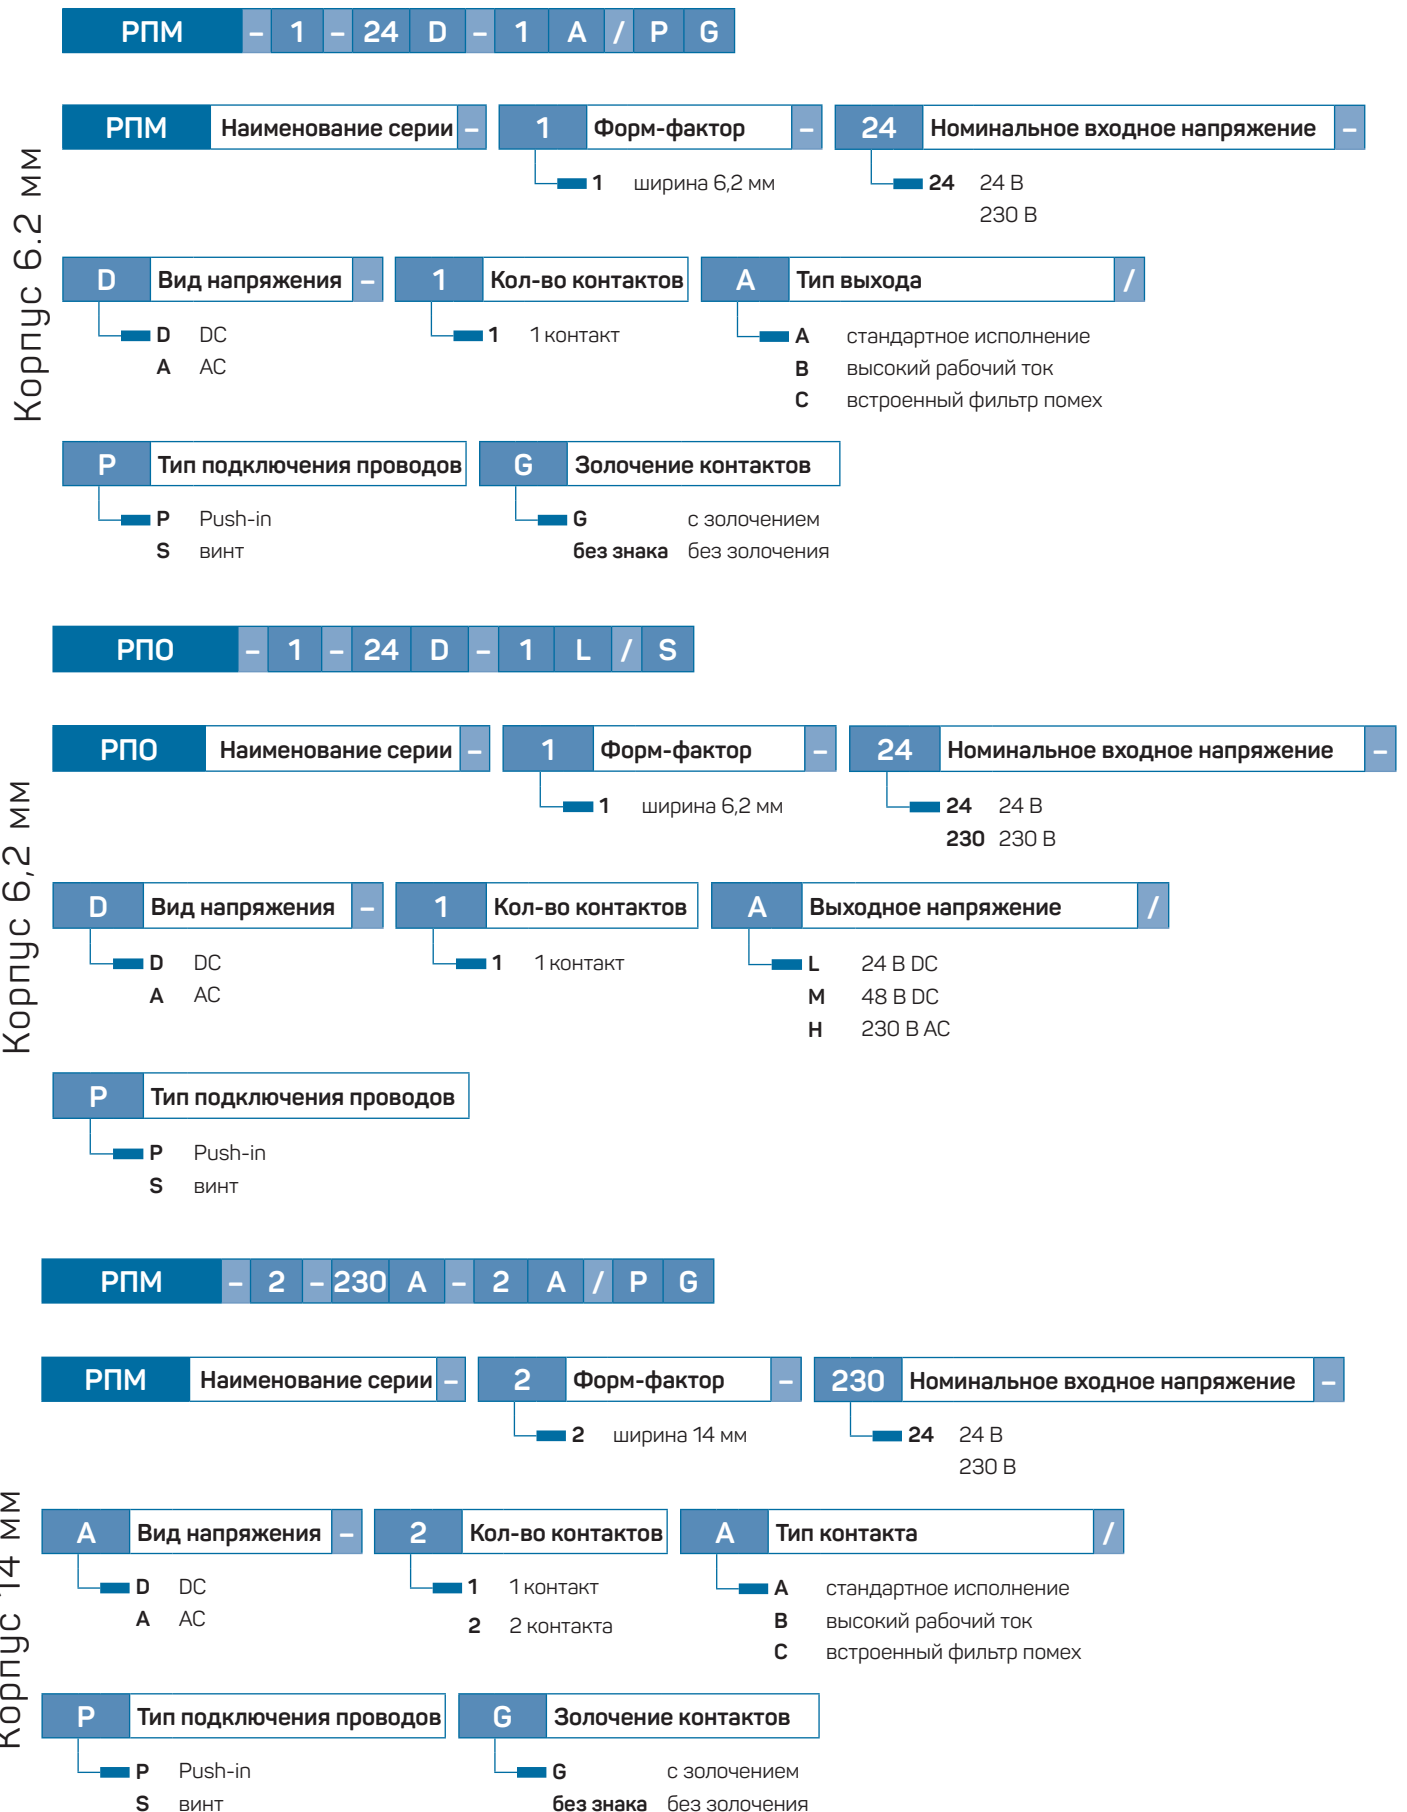 РПМ – 1 – 24 D – 1 A / P G
Корпус 6.2 мм
РПМ Наименование серии – 1 Форм-фактор – 24 Номинальное входное напряжение –
1 ширина 6,2 мм 24 24 В
230 В
D Вид напряжения – 1 Кол-во контактов A Тип выхода /
D DC 1 1 контакт A стандартное исполнение
A AC B высокий рабочий ток
C встроенный фильтр помех
P Тип подключения проводов G Золочение контактов
P Push-in G с золочением
S винт без знака без золочения
РПО – 1 – 24 D – 1 L / S
Корпус 6,2 мм
РПО Наименование серии – 1 Форм-фактор – 24 Номинальное входное напряжение –
1 ширина 6,2 мм 24 24 В
230 230 В
D Вид напряжения – 1 Кол-во контактов A Выходное напряжение /
D DC 1 1 контакт L 24 В DC
A AC M 48 В DC
H 230 В AC
P Тип подключения проводов
P Push-in
S винт
РПМ – 2 – 230 A – 2 A / P G
Корпус 14 мм
РПМ Наименование серии – 2 Форм-фактор – 230 Номинальное входное напряжение –
2 ширина 14 мм 24 24 В
230 В
A Вид напряжения – 2 Кол-во контактов A Тип контакта /
D DC 1 1 контакт A стандартное исполнение
A AC 2 2 контакта B высокий рабочий ток
C встроенный фильтр помех
P Тип подключения проводов G Золочение контактов
P Push-in G с золочением
S винт без знака без золочения